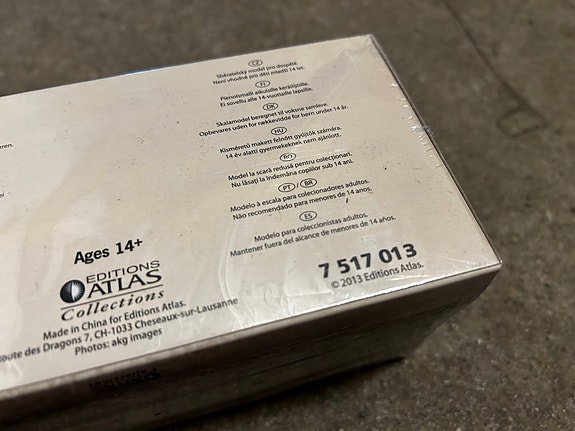 CZ
Sběratelský model pro dospělé.
Není vhodné pro děti mladší 14 let.
FI
Pienoismalli aikuisille keräilijöille.
Ei sovellu alle 14-vuotiaille lapsille.
DK
Skalamodel beregnet til voksne samlere.
Opbevares uden for rækkevidde for børn under 14 år.
HU
Kisméretű makett felnőtt gyűjtők számára.
14 év alatti gyermekeknek nem ajánlott.
RO
Model la scară redusă pentru colecționari.
Nu lăsați la îndemâna copiilor sub 14 ani.
PT / BR
Modelo à escala para colecionadores adultos.
Não recomendado para menores de 14 anos.
ES
Modelo para coleccionistas adultos.
Mantener fuera del alcance de menores de 14 años.
7 517 013
© 2013 Editions Atlas.
Ages 14+
EDITIONS
ATLAS
Collections
Made in China for Editions Atlas.
Route des Dragons 7, CH-1033 Cheseaux-sur-Lausanne
Photos: akg images